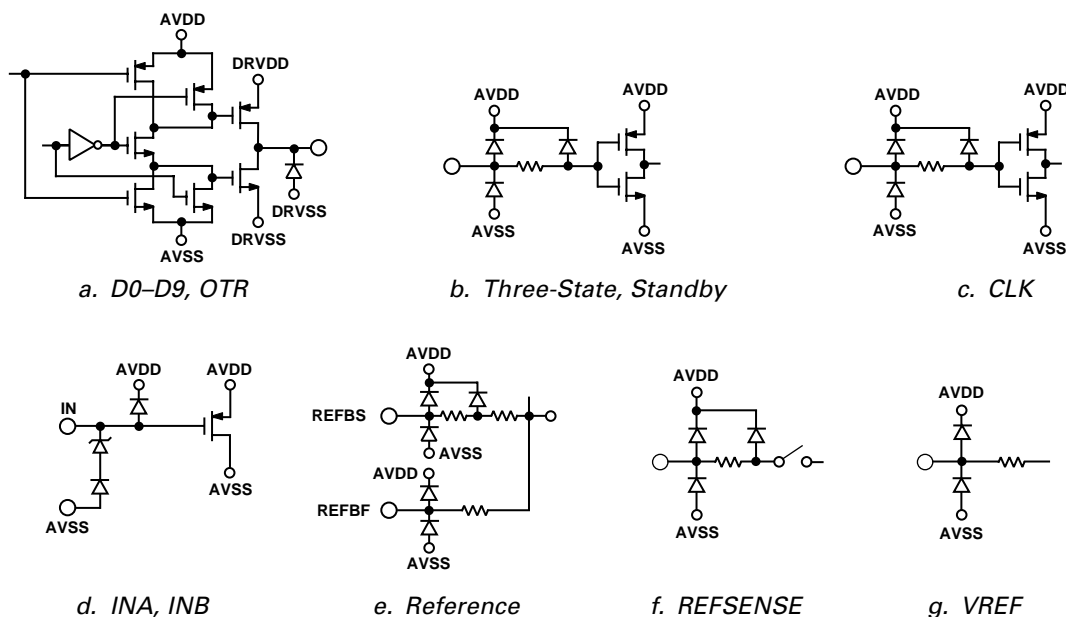 AVDD
DRVDD
DRVSS
DRVSS
AVSS
a. D0–D9, OTR
AVDD
AVDD
AVSS
AVSS
b. Three-State, Standby
AVDD
AVDD
AVSS
AVSS
c. CLK
AVDD
AVDD
IN
AVSS
AVSS
d. INA, INB
AVDD
REFBS
AVSS
AVDD
REFBF
AVSS
e. Reference
AVDD
AVSS
f. REFSENSE
AVDD
AVSS
g. VREF